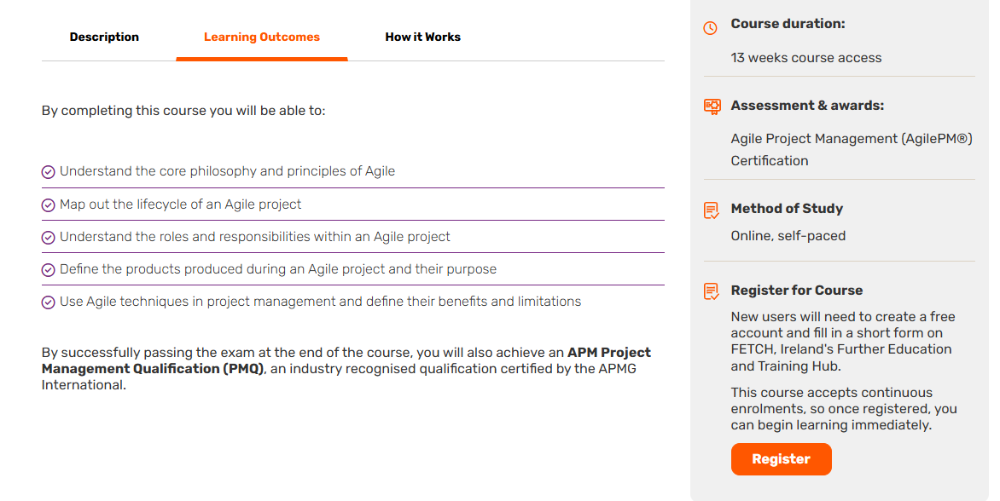 Description
Learning Outcomes
How it Works
By completing this course you will be able to:
Understand the core philosophy and principles of Agile
Map out the lifecycle of an Agile project
Understand the roles and responsibilities within an Agile project
Define the products produced during an Agile project and their purpose
Use Agile techniques in project management and define their benefits and limitations
By successfully passing the exam at the end of the course, you will also achieve an APM Project
Management Qualification (PMQ), an industry recognised qualification certified by the APMG
International.
Course duration:
13 weeks course access
Assessment & awards:
Agile Project Management (AgilePM®)
Certification
Method of Study
Online, self-paced
Register for Course
New users will need to create a free
account and fill in a short form on
FETCH, Ireland's Further Education
and Training Hub.
This course accepts continuous
enrolments, so once registered, you
can begin learning immediately.
Register